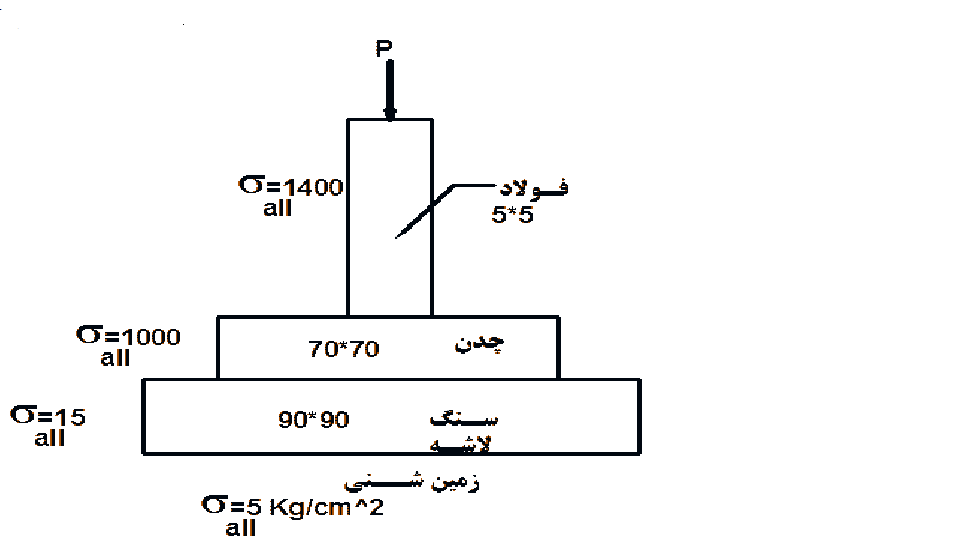 P
σ=1400
all
فولاد
5*5
σ=1000
all
70*70
چدن
σ=15
all
90*90
سنگ
لاشه
زمین شنی
σ=5 Kg/cm^2
all